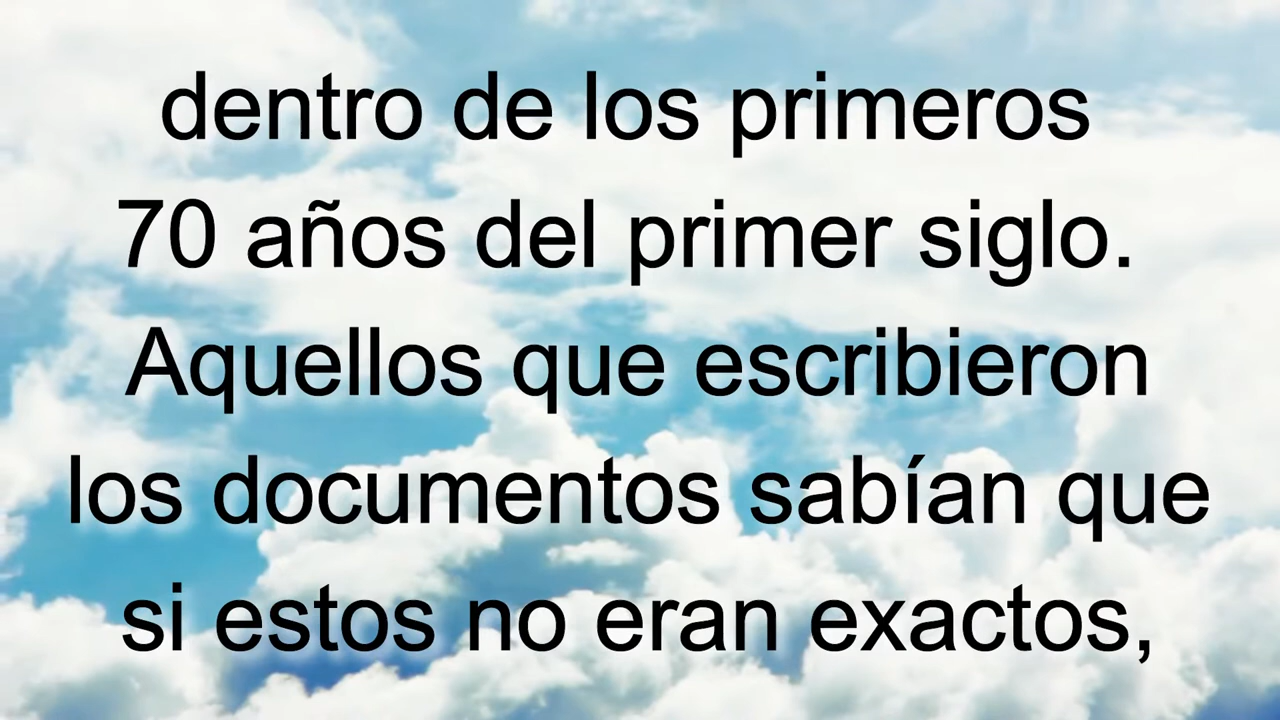 dentro de los primeros
70 años del primer siglo.
Aquellos que escribieron
los documentos sabían que
si estos no eran exactos,